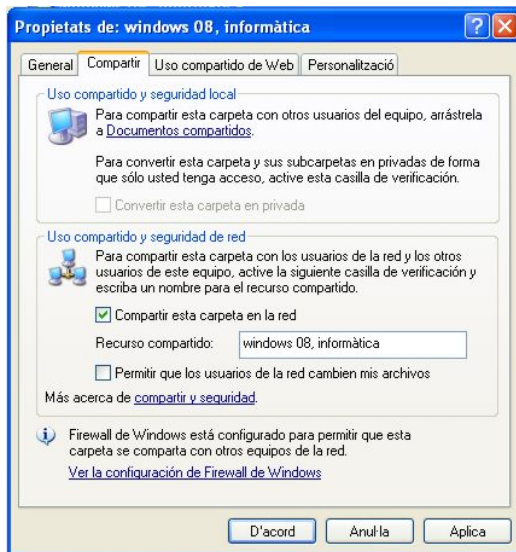 Propietats de: windows 08, informàtica
General Compartir Uso compartido de Web Personalització
Uso compartido y seguridad local
Para compartir esta carpeta con otros usuarios del equipo, arrástrela
a Documentos compartidos.
Para convertir esta carpeta y sus subcarpetas en privadas de forma
que sólo usted tenga acceso, active esta casilla de verificación.
Convertir esta carpeta en privada
Uso compartido y seguridad de red
Para compartir esta carpeta con los usuarios de la red y los otros
usuarios de este equipo, active la siguiente casilla de verificación y
escriba un nombre para el recurso compartido.
Compartir esta carpeta en la red
Recurso compartido: windows 08, informàtica
Permitir que los usuarios de la red cambien mis archivos
Más acerca de compartir y seguridad.
Firewall de Windows está configurado para permitir que esta
carpeta se comparta con otros equipos de la red.
Ver la configuración de Firewall de Windows
D'acord Anul·la Aplica